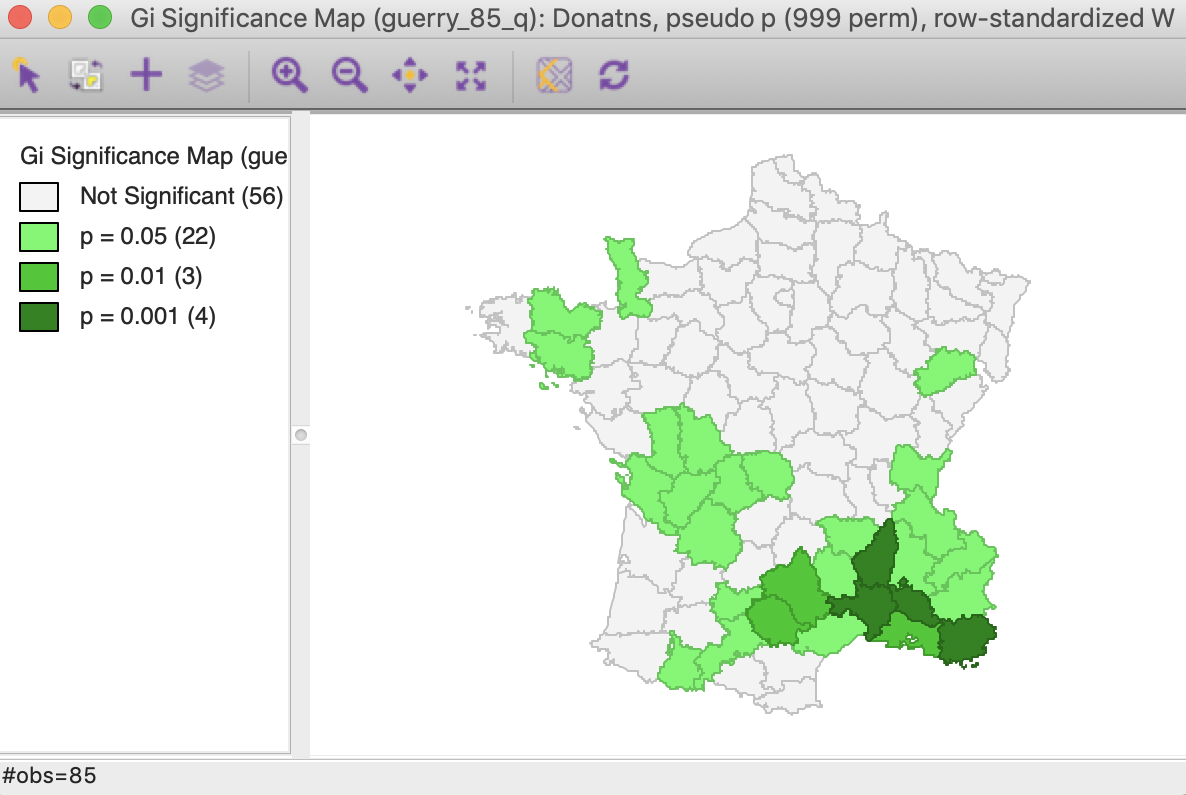 Gi Significance Map (guerry_85_q): Donatns, pseudo p (999 perm), row-standardized W
Gi Significance Map (gue
Not Significant (56)
p = 0.05 (22)
p = 0.01 (3)
p = 0.001 (4)
#obs=85